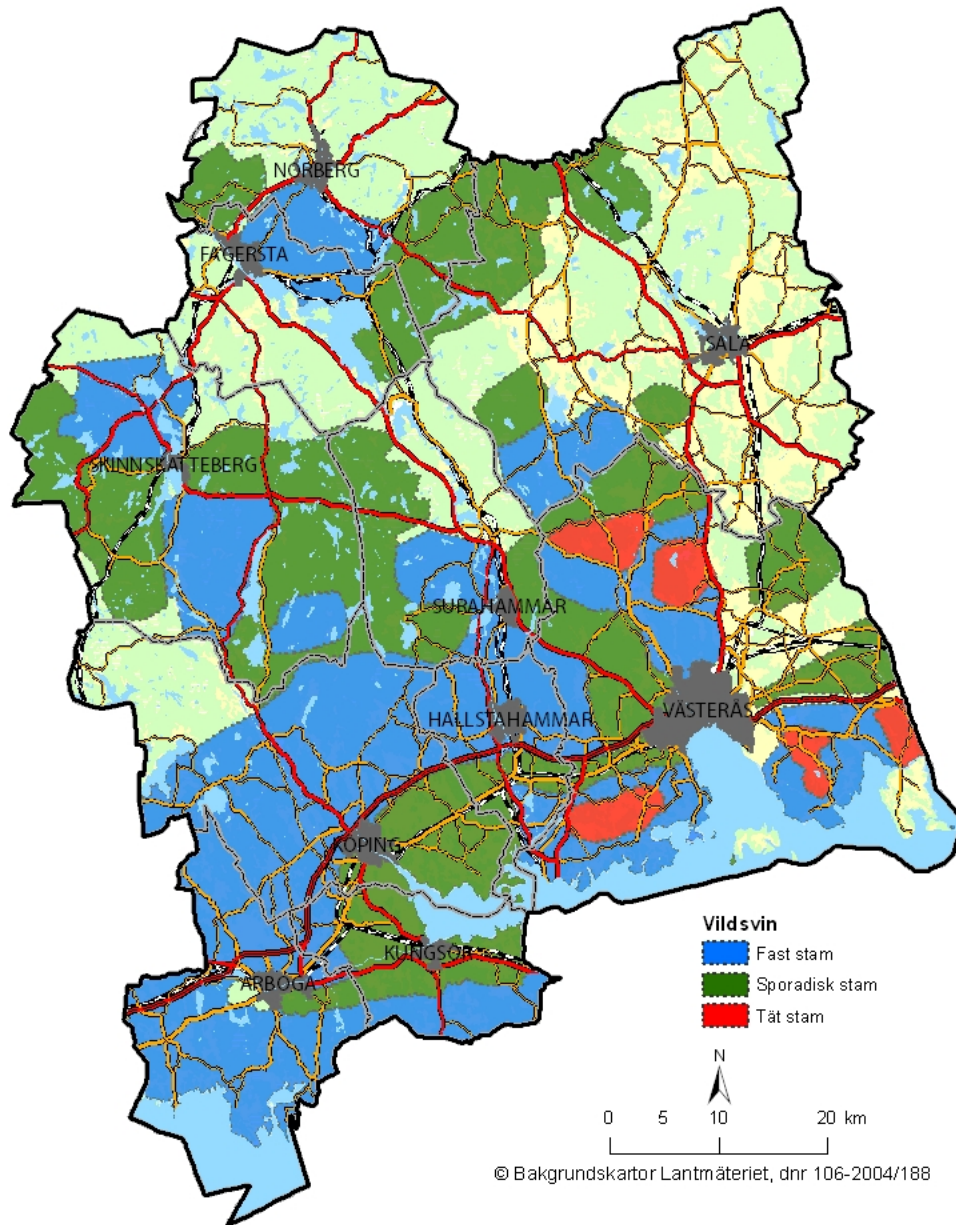 NORBERG
FAGERSTA
SALA
SKINNSKATTEBERG
SURAHAMMAR
VÄSTERÅS
HALLSTAHAMMAR
KÖPING
KUNGSÖR
ARBOGA
Vildsvin
Fast stam
Sporadisk stam
Tät stam
N
0 5 10 20 km
© Bakgrundskartor Lantmäteriet, dnr 106-2004/188